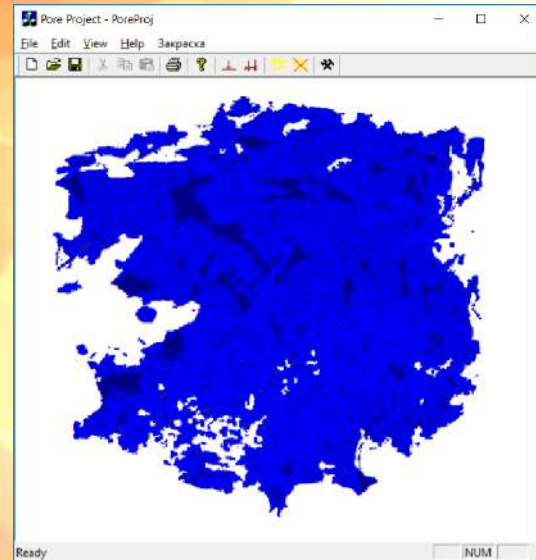 Pore Project - PoreProj
File Edit View Help Закраска
Ready NUM